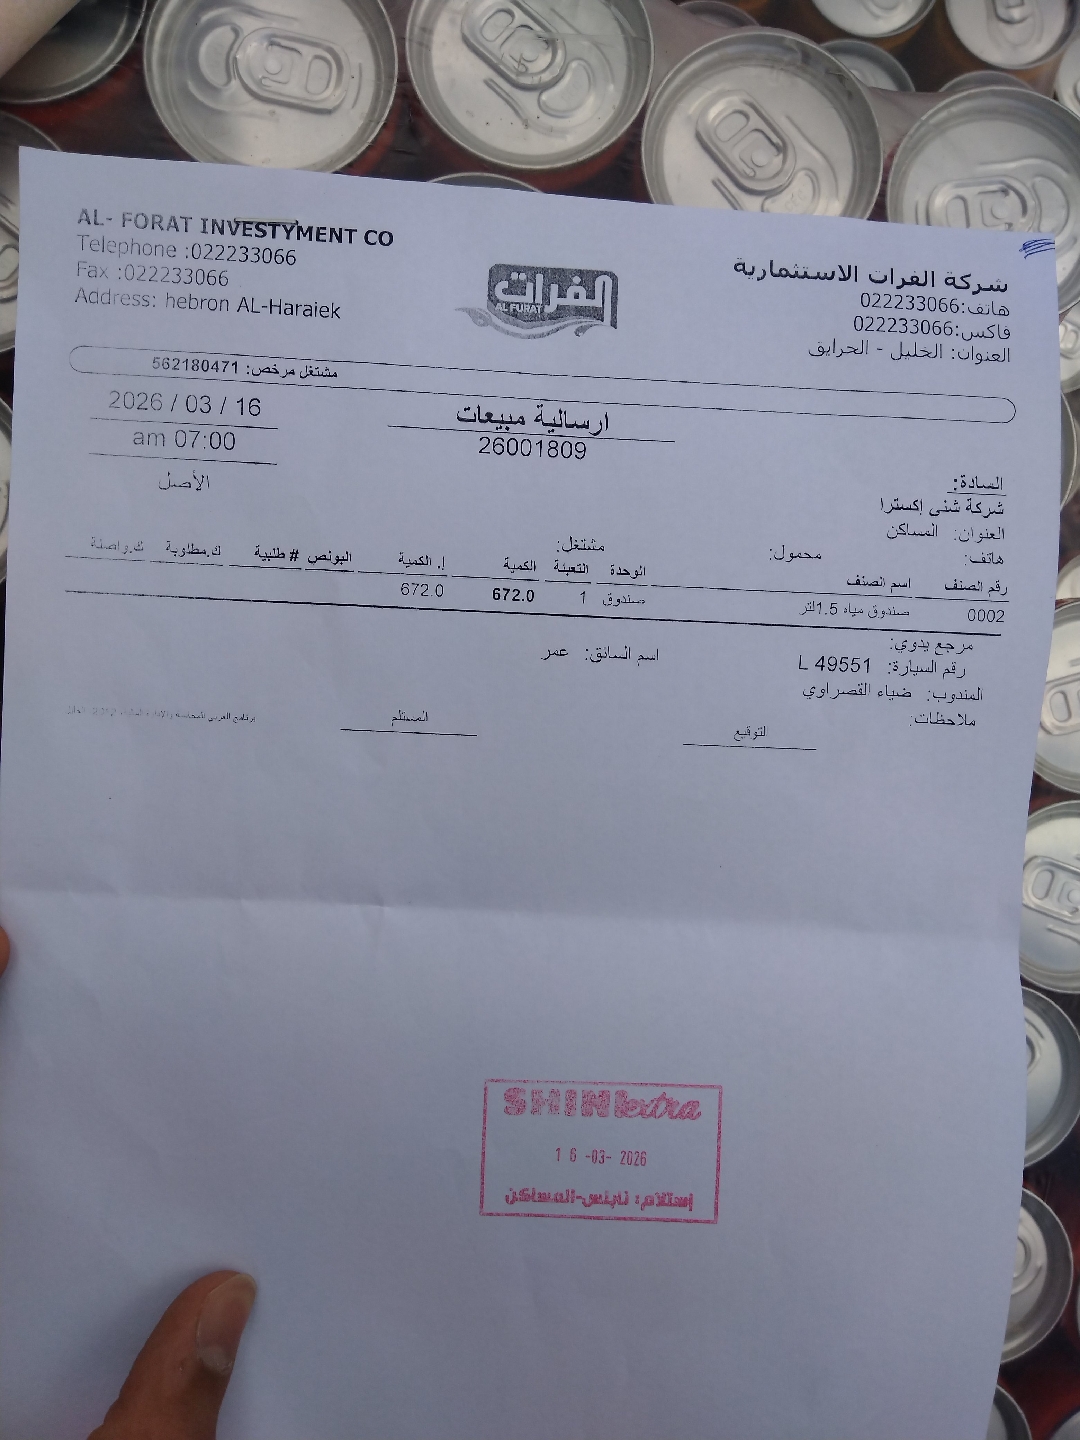 AL- FORAT INVESTYMENT CO
Telephone :022233066
Fax :022233066
Address: hebron AL-Haraiek
الفرات
AL FURAT
شركة الفرات الاستثمارية
هاتف:022233066
فاكس:022233066
العنوان: الخليل - الحرايق
مشتغل مرخص: 562180471
2026 / 03 / 16
am 07:00
الأصل
ارسالية مبيعات
26001809
السادة:
شركة شني إكسترا
العنوان: المساكن
هاتف: محمول: مشتغل:
رقم الصنف اسم الصنف الوحدة التعبئة الكمية إ. الكمية البونص # طلبية ك.مطلوبة ك.واصلة
0002 صندوق مياه 1.5لتر صندوق 1 672.0 672.0
مرجع يدوي:
رقم السيارة: L 49551 اسم السائق: عمر
المندوب: ضياء القصراوي
ملاحظات:
التوقيع المستلم
SHINI extra
16 -03- 2026
إستلام: نابلس-المساكن